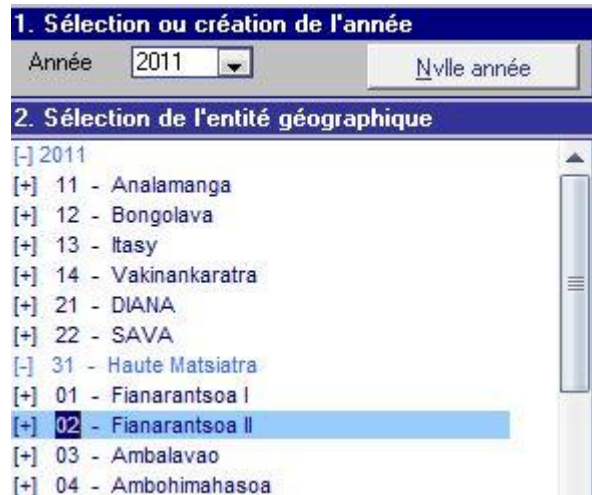 1. Sélection ou création de l'année
Année 2011 Nvlle année
2. Sélection de l'entité géographique
[-] 2011
[+] 11 - Analamanga
[+] 12 - Bongolava
[+] 13 - Itasy
[+] 14 - Vakinankaratra
[+] 21 - DIANA
[+] 22 - SAVA
[-] 31 - Haute Matsiatra
[+] 01 - Fianarantsoa I
[+] 02 - Fianarantsoa II
[+] 03 - Ambalavao
[+] 04 - Ambohimahasoa